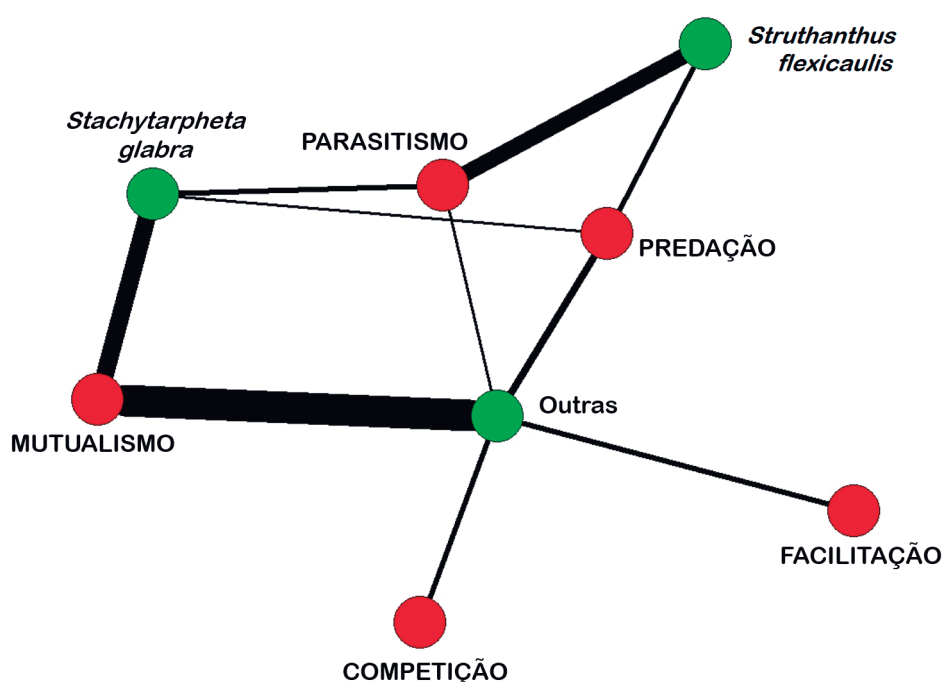 Struthanthus
flexicaulis
Stachytarpheta
glabra
PARASITISMO
PREDAÇÃO
Outras
MUTUALISMO
FACILITAÇÃO
COMPETIÇÃO